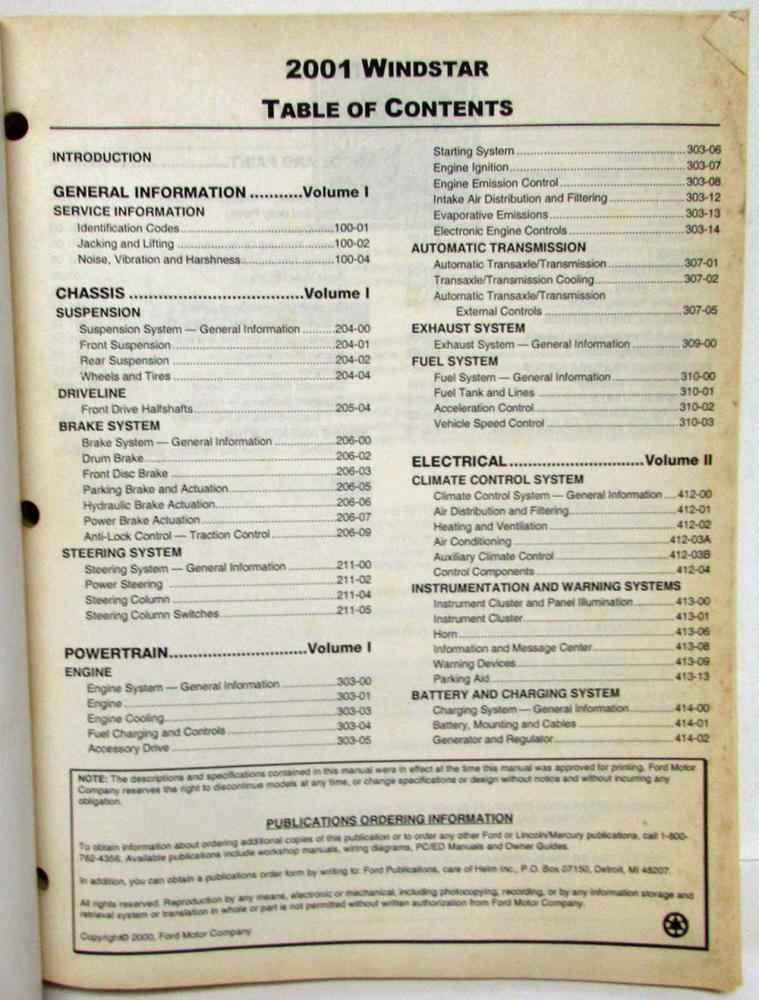 2001 WINDSTAR
TABLE OF CONTENTS
INTRODUCTION
GENERAL INFORMATION ...........Volume I
SERVICE INFORMATION
Identification Codes....................................100-01
Jacking and Lifting .....................................100-02
Noise, Vibration and Harshness......................100-04
CHASSIS ................................Volume I
SUSPENSION
Suspension System — General Information ..........204-00
Front Suspension .......................................204-01
Rear Suspension ........................................204-02
Wheels and Tires .......................................204-04
DRIVELINE
Front Drive Halfshafts..................................205-04
BRAKE SYSTEM
Brake System — General Information .................206-00
Drum Brake ..............................................206-02
Front Disc Brake ........................................206-03
Parking Brake and Actuation...........................206-05
Hydraulic Brake Actuation..............................206-06
Power Brake Actuation .................................206-07
Anti-Lock Control — Traction Control .................206-09
STEERING SYSTEM
Steering System — General Information ..............211-00
Power Steering ..........................................211-02
Steering Column .........................................211-04
Steering Column Switches..............................211-05
POWERTRAIN.........................Volume I
ENGINE
Engine System — General Information ................303-00
Engine ....................................................303-01
Engine Cooling...........................................303-03
Fuel Charging and Controls ............................303-04
Accessory Drive .........................................303-05
Starting System ..........................................303-06
Engine Ignition...........................................303-07
Engine Emission Control ................................303-08
Intake Air Distribution and Filtering ...................303-12
Evaporative Emissions...................................303-13
Electronic Engine Controls .............................303-14
AUTOMATIC TRANSMISSION
Automatic Transaxle/Transmission .....................307-01
Transaxle/Transmission Cooling........................307-02
Automatic Transaxle/Transmission
External Controls ........................................307-05
EXHAUST SYSTEM
Exhaust System — General Information ...............309-00
FUEL SYSTEM
Fuel System — General Information ...................310-00
Fuel Tank and Lines .....................................310-01
Acceleration Control.....................................310-02
Vehicle Speed Control ..................................310-03
ELECTRICAL.........................Volume II
CLIMATE CONTROL SYSTEM
Climate Control System — General Information ....412-00
Air Distribution and Filtering............................412-01
Heating and Ventilation .................................412-02
Air Conditioning ........................................412-03A
Auxiliary Climate Control ..............................412-03B
Control Components ....................................412-04
INSTRUMENTATION AND WARNING SYSTEMS
Instrument Cluster and Panel Illumination ............413-00
Instrument Cluster.......................................413-01
Horn.......................................................413-06
Information and Message Center.......................413-08
Warning Devices.........................................413-09
Parking Aid...............................................413-13
BATTERY AND CHARGING SYSTEM
Charging System — General Information..............414-00
Battery, Mounting and Cables ..........................414-01
Generator and Regulator................................414-02
NOTE: The descriptions and specifications contained in this manual were in effect at the time this manual was approved for printing. Ford Motor
Company reserves the right to discontinue models at any time, or change specifications or design without notice and without incurring any
obligation.
PUBLICATIONS ORDERING INFORMATION
To obtain information about ordering additional copies of this publication or to order any other Ford or Lincoln/Mercury publications, call 1-800-
782-4356. Available publications include workshop manuals, wiring diagrams, PC/ED Manuals and Owner Guides.
In addition, you can obtain a publications order form by writing to: Ford Publications, care of Helm Inc., P.O. Box 07150, Detroit, MI 48207.
All rights reserved. Reproduction by any means, electronic or mechanical, including photocopying, recording, or by any information storage and
retrieval system or translation in whole or part is not permitted without written authorization from Ford Motor Company.
Copyright© 2000, Ford Motor Company